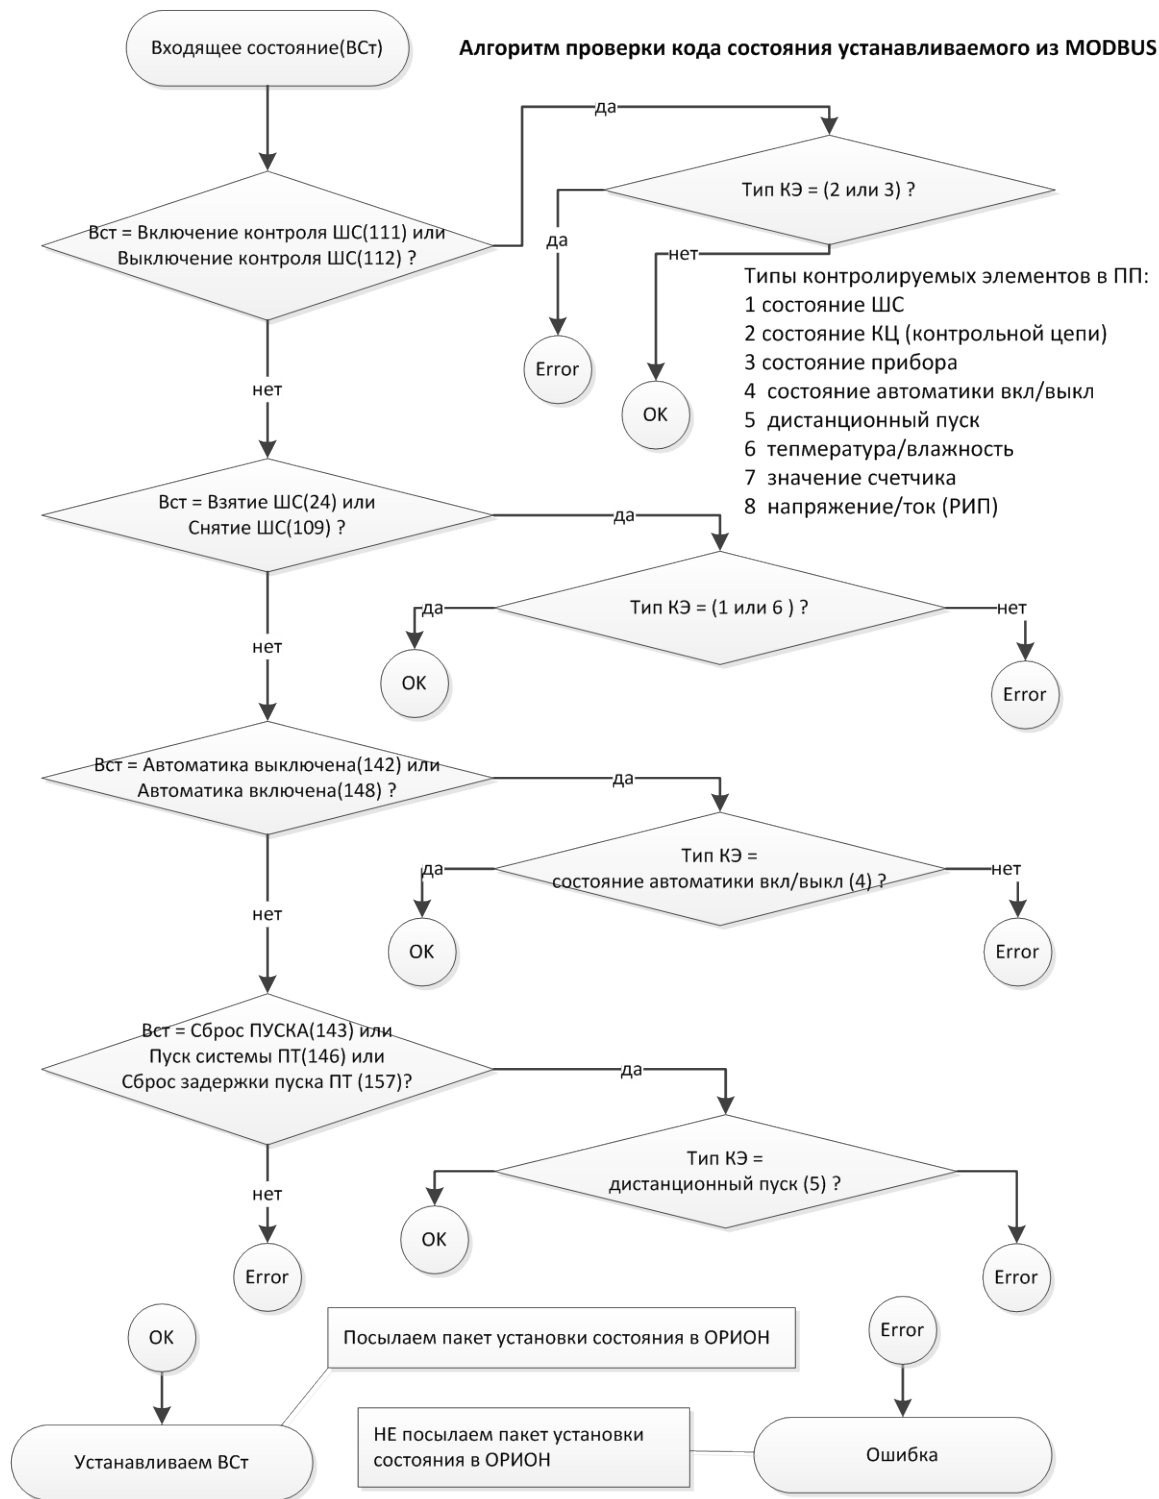 Входящее состояние(ВСт)
Алгоритм проверки кода состояния устанавливаемого из MODBUS
да
Тип КЭ = (2 или 3) ?
Вст = Включение контроля ШС(111) или
Выключение контроля ШС(112) ?
да
нет
Типы контролируемых элементов в ПП:
1 состояние ШС
2 состояние КЦ (контрольной цепи)
3 состояние прибора
4  состояние автоматики вкл/выкл
5  дистанционный пуск
6  тепмература/влажность
7  значение счетчика
8  напряжение/ток (РИП)
Error
OK
нет
Вст = Взятие ШС(24) или
Снятие ШС(109) ?
да
Тип КЭ = (1 или 6 ) ?
да
нет
нет
OK
Error
Вст = Автоматика выключена(142) или
Автоматика включена(148) ?
да
Тип КЭ =
состояние автоматики вкл/выкл (4) ?
да
нет
нет
OK
Error
Вст = Сброс ПУСКА(143) или
Пуск системы ПТ(146) или
Сброс задержки пуска ПТ (157)?
да
Тип КЭ =
дистанционный пуск (5) ?
нет
OK
Error
Error
OK
Посылаем пакет установки состояния в ОРИОН
Error
НЕ посылаем пакет установки
состояния в ОРИОН
Устанавливаем ВСт
Ошибка